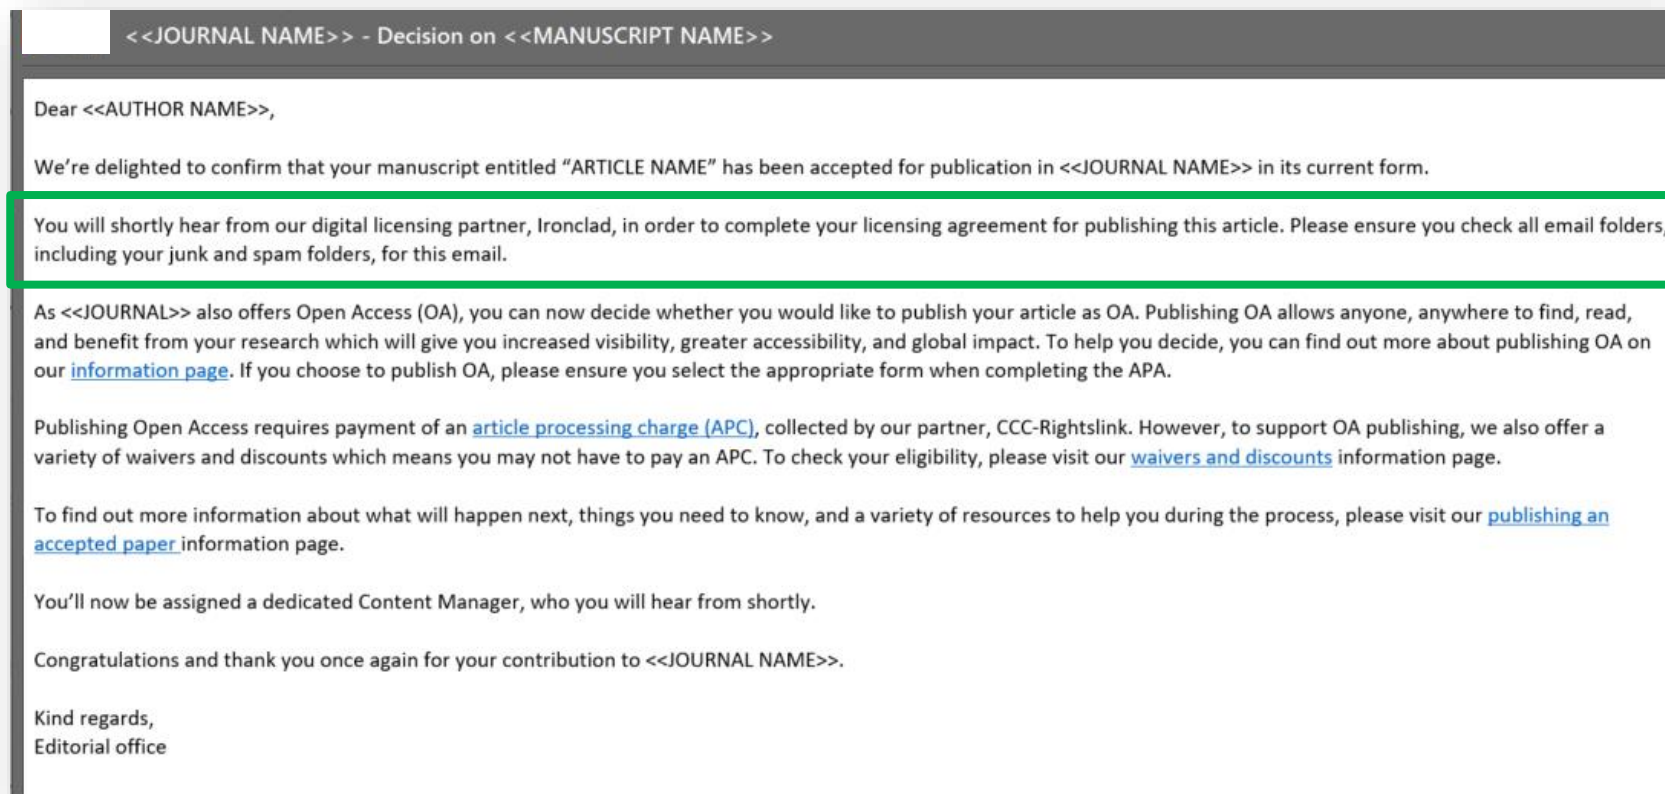 <<JOURNAL NAME>> - Decision on <<MANUSCRIPT NAME>>
Dear <<AUTHOR NAME>>,
We’re delighted to confirm that your manuscript entitled “ARTICLE NAME” has been accepted for publication in <<JOURNAL NAME>> in its current form.
You will shortly hear from our digital licensing partner, Ironclad, in order to complete your licensing agreement for publishing this article. Please ensure you check all email folders,
including your junk and spam folders, for this email.
As <<JOURNAL>> also offers Open Access (OA), you can now decide whether you would like to publish your article as OA. Publishing OA allows anyone, anywhere to find, read,
and benefit from your research which will give you increased visibility, greater accessibility, and global impact. To help you decide, you can find out more about publishing OA on
our information page. If you choose to publish OA, please ensure you select the appropriate form when completing the APA.
Publishing Open Access requires payment of an article processing charge (APC), collected by our partner, CCC-Rightslink. However, to support OA publishing, we also offer a
variety of waivers and discounts which means you may not have to pay an APC. To check your eligibility, please visit our waivers and discounts information page.
To find out more information about what will happen next, things you need to know, and a variety of resources to help you during the process, please visit our publishing an
accepted paper information page.
You’ll now be assigned a dedicated Content Manager, who you will hear from shortly.
Congratulations and thank you once again for your contribution to <<JOURNAL NAME>>.
Kind regards,
Editorial office